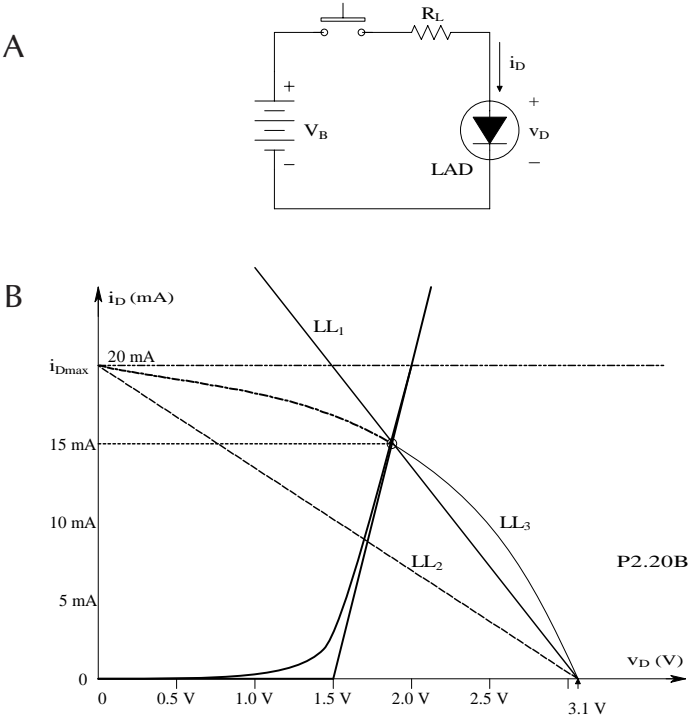 A
R_L
i_D
+
+
V_B
v_D
–
–
LAD
B
i_D (mA)
LL_1
20 mA
i_Dmax
15 mA
10 mA
LL_3
LL_2
P2.20B
5 mA
v_D (V)
0
0 0.5 V 1.0 V 1.5 V 2.0 V 2.5 V
3.1 V